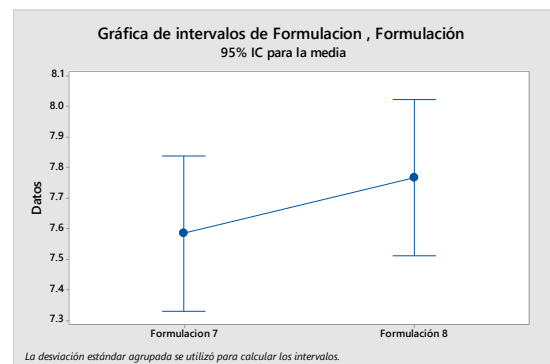 Gráfica de intervalos de Formulacion , Formulación
95% IC para la media
8.1
8.0
7.9
7.8
7.7
7.6
7.5
7.4
7.3
Datos
Formulacion 7
Formulación 8
La desviación estándar agrupada se utilizó para calcular los intervalos.